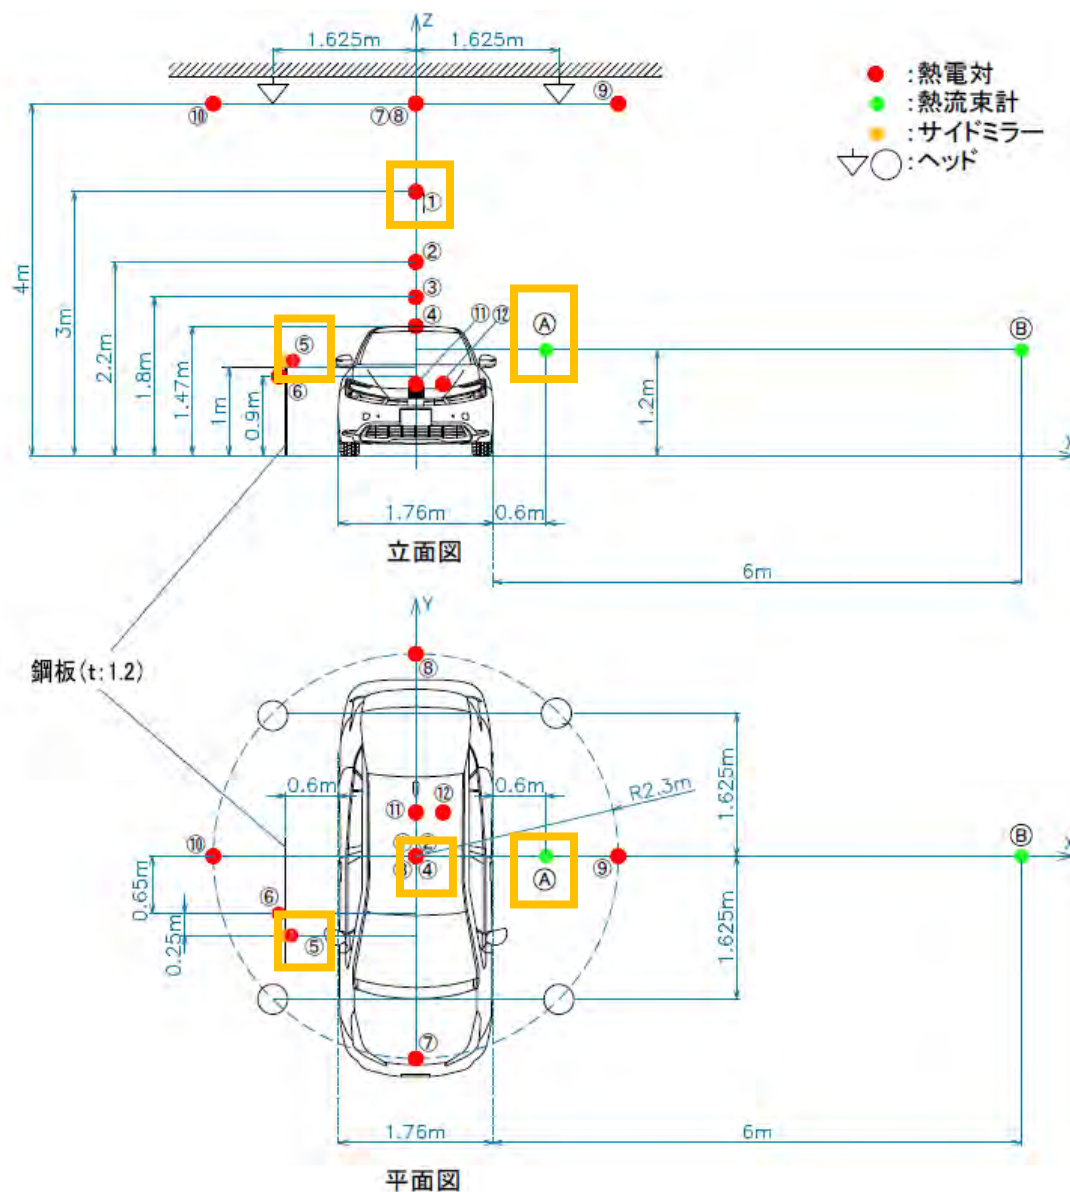 Z
1.625m 1.625m
:熱電対
:熱流束計
:サイドミラー
:ヘッド
⑩ ⑦⑧ ⑨
①
②
③
④ ⑪ ⑫ Ⓐ Ⓑ
⑤
⑥
4m 3m 2.2m 1.8m 1.47m 1m 0.9m 1.2m
X
1.76m 0.6m
立面図
6m
Y
鋼板(t:1.2)
⑧
0.6m 0.6m R2.3m 1.625m
⑪ ⑫
⑩ ② ③ ④ Ⓐ ⑨ Ⓑ X
0.65m ⑥
0.25m ⑤ 1.625m
⑦
1.76m 6m
平面図